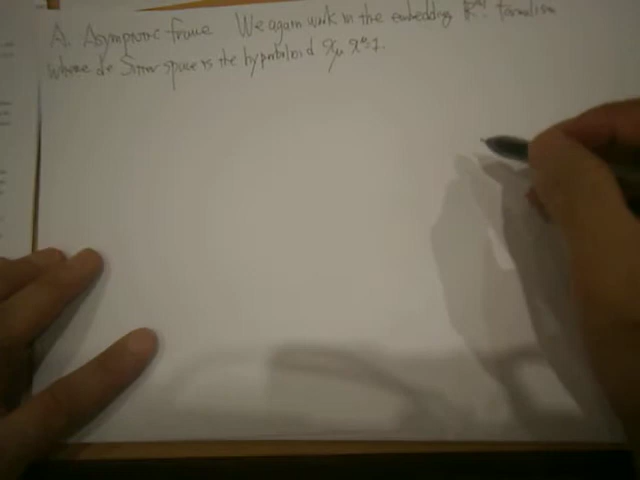 A. Asymptotic frame We again work in the embedding formalism
where de Sitter space is the hyperboloid